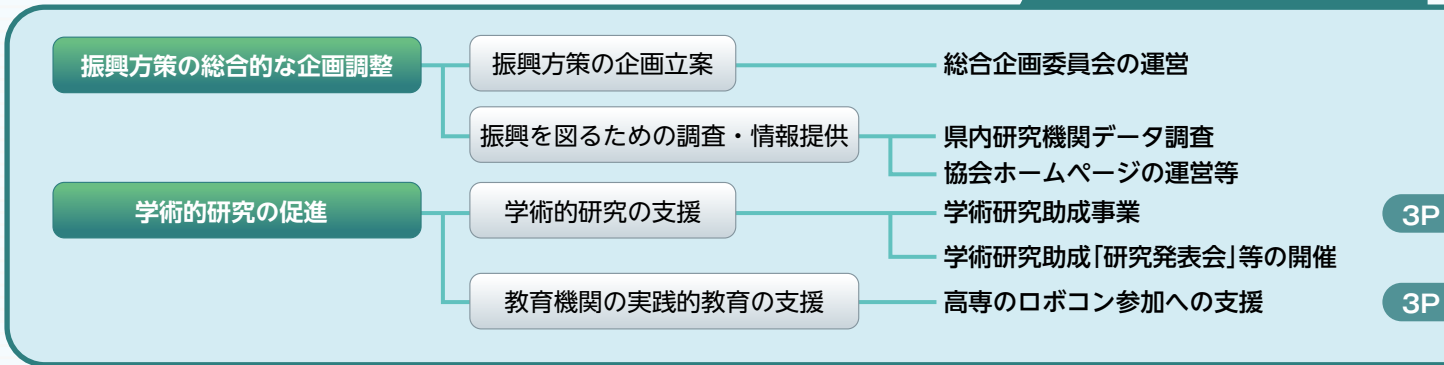 振興方策の総合的な企画調整
振興方策の企画立案
総合企画委員会の運営
振興を図るための調査・情報提供
県内研究機関データ調査
協会ホームページの運営等
学術的研究の促進
学術的研究の支援
学術研究助成事業
3P
学術研究助成「研究発表会」等の開催
教育機関の実践的教育の支援
高専のロボコン参加への支援
3P